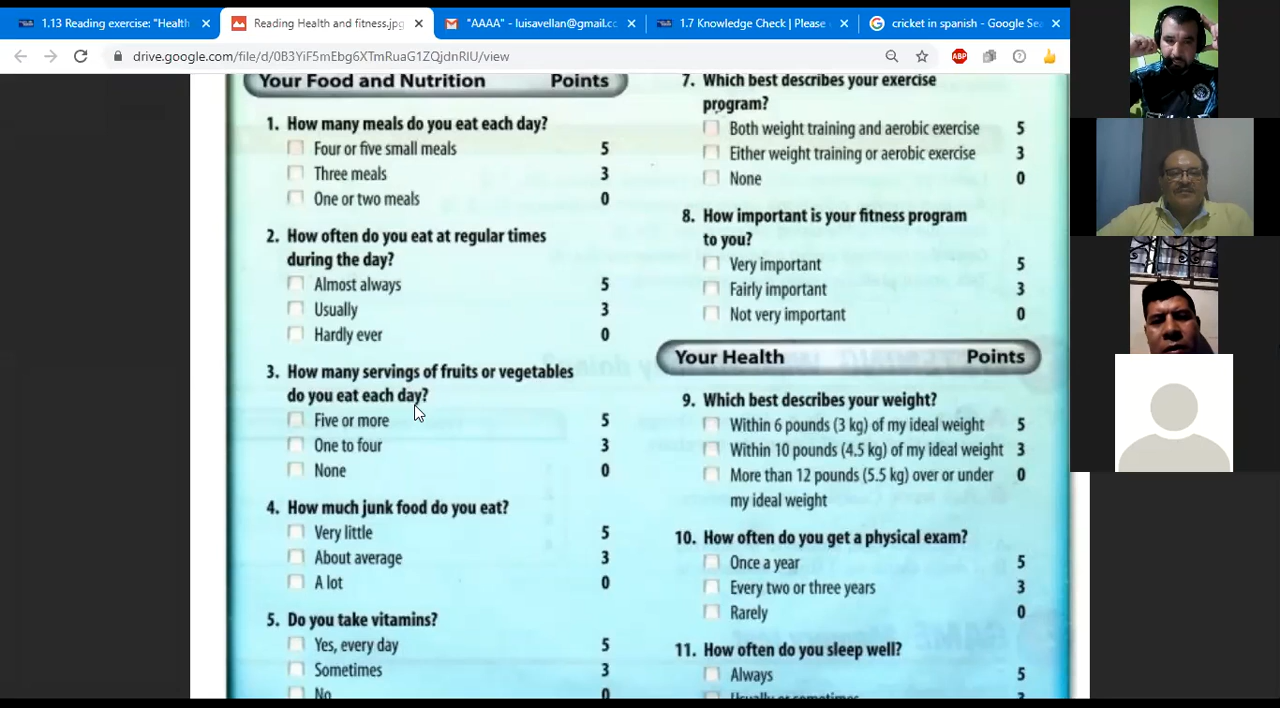 1.13 Reading exercise: "Health
Reading Health and fitness.jpg
"AAAA" - luisavellan@gmail.cc
1.7 Knowledge Check | Please
cricket in spanish - Google Sea
drive.google.com/file/d/0B3YiF5mEbg6XTmRuaG1ZQjdnRlU/view
ABP
Your Food and Nutrition Points
1. How many meals do you eat each day?
Four or five small meals 5
Three meals 3
One or two meals 0
2. How often do you eat at regular times
during the day?
Almost always 5
Usually 3
Hardly ever 0
3. How many servings of fruits or vegetables
do you eat each day?
Five or more 5
One to four 3
None 0
4. How much junk food do you eat?
Very little 5
About average 3
A lot 0
5. Do you take vitamins?
Yes, every day 5
Sometimes 3
No 0
7. Which best describes your exercise
program?
Both weight training and aerobic exercise 5
Either weight training or aerobic exercise 3
None 0
8. How important is your fitness program
to you?
Very important 5
Fairly important 3
Not very important 0
Your Health Points
9. Which best describes your weight?
Within 6 pounds (3 kg) of my ideal weight 5
Within 10 pounds (4.5 kg) of my ideal weight 3
More than 12 pounds (5.5 kg) over or under 0
my ideal weight
10. How often do you get a physical exam?
Once a year 5
Every two or three years 3
Rarely 0
11. How often do you sleep well?
Always 5
Usually or sometimes 3